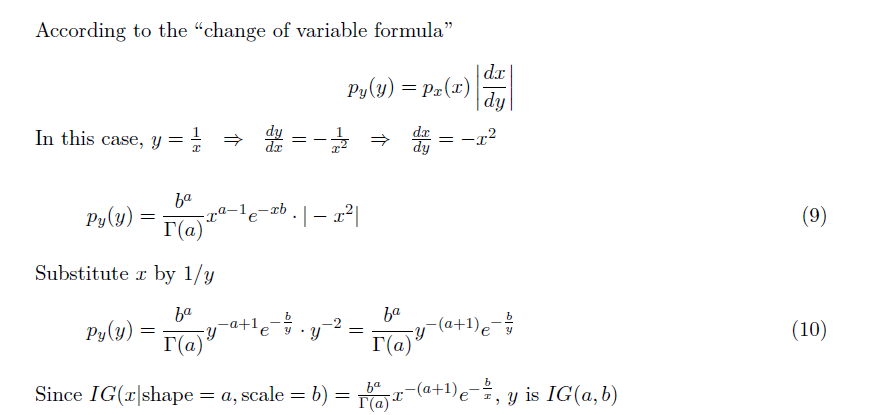 According to the “change of variable formula”
p_y(y) = p_x(x) |dx/dy|
In this case, y = 1/x ⇒ dy/dx = −1/x² ⇒ dx/dy = −x²
p_y(y) = b^a/Γ(a) x^{a−1} e^{−xb} · | − x²| (9)
Substitute x by 1/y
p_y(y) = b^a/Γ(a) y^{−a+1} e^{−b/y} · y^{−2} = b^a/Γ(a) y^{−(a+1)} e^{−b/y} (10)
Since IG(x|shape = a, scale = b) = b^a/Γ(a) x^{−(a+1)} e^{−b/x}, y is IG(a, b)